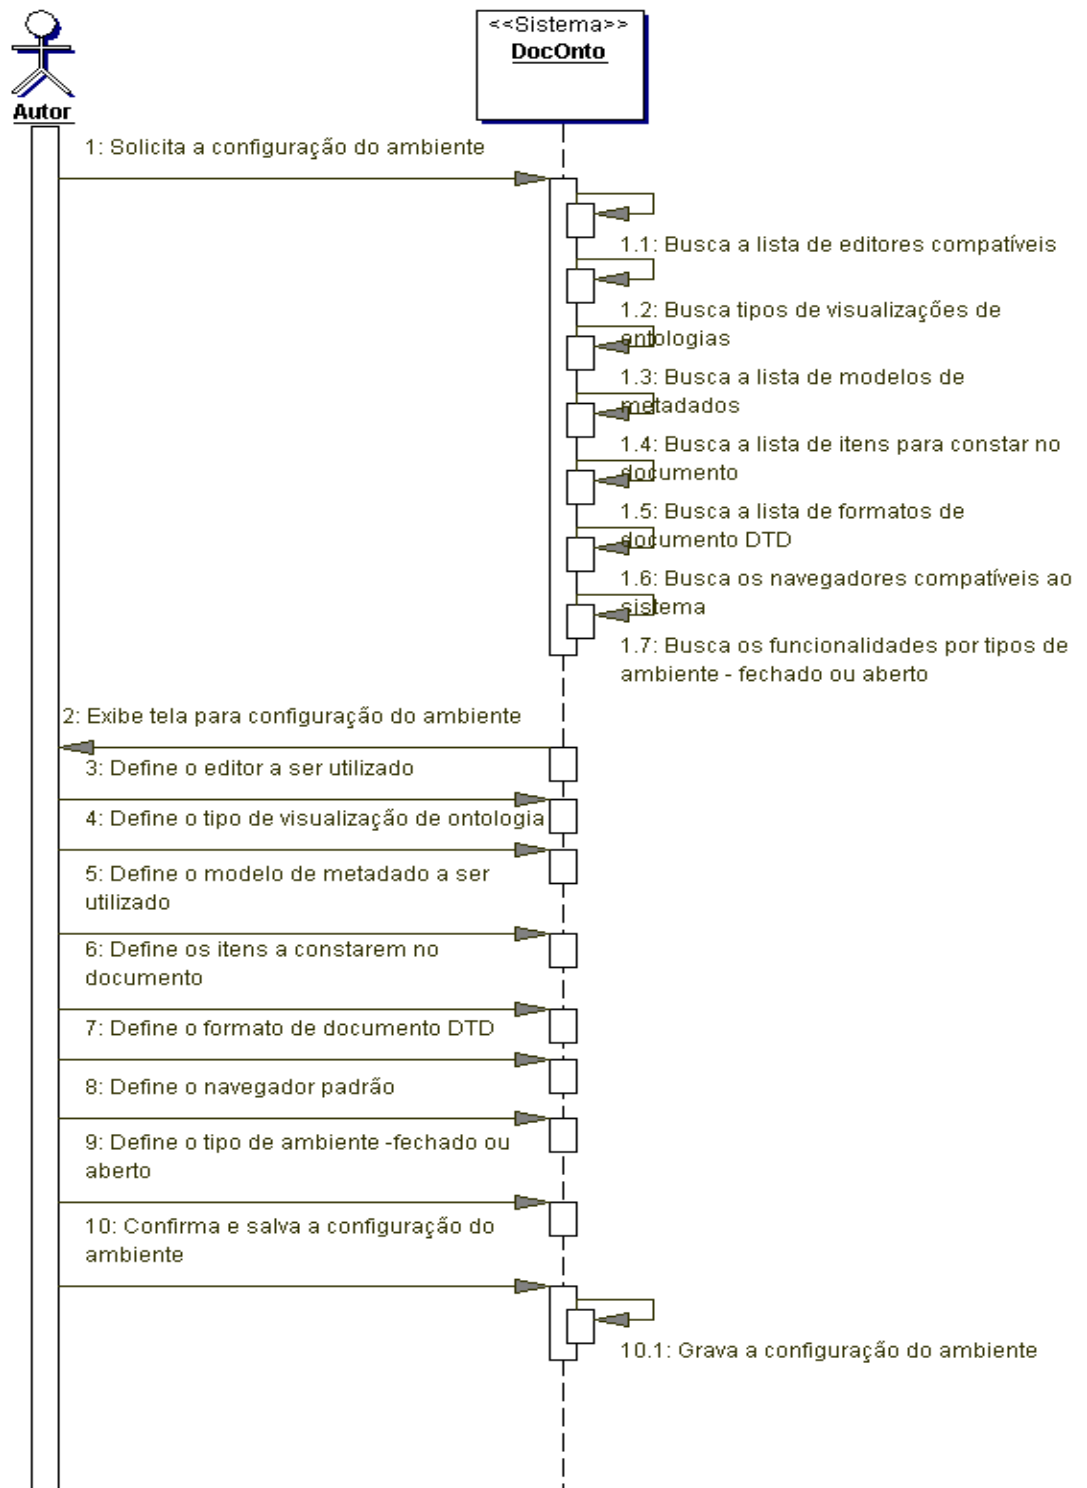 <<Sistema>>
DocOnto
Autor
1: Solicita a configuração do ambiente
1.1: Busca a lista de editores compatíveis
1.2: Busca tipos de visualizações de
ontologias
1.3: Busca a lista de modelos de
metadados
1.4: Busca a lista de itens para constar no
documento
1.5: Busca a lista de formatos de
documento DTD
1.6: Busca os navegadores compatíveis ao
sistema
1.7: Busca os funcionalidades por tipos de
ambiente - fechado ou aberto
2: Exibe tela para configuração do ambiente
3: Define o editor a ser utilizado
4: Define o tipo de visualização de ontologia
5: Define o modelo de metadado a ser
utilizado
6: Define os itens a constarem no
documento
7: Define o formato de documento DTD
8: Define o navegador padrão
9: Define o tipo de ambiente -fechado ou
aberto
10: Confirma e salva a configuração do
ambiente
10.1: Grava a configuração do ambiente